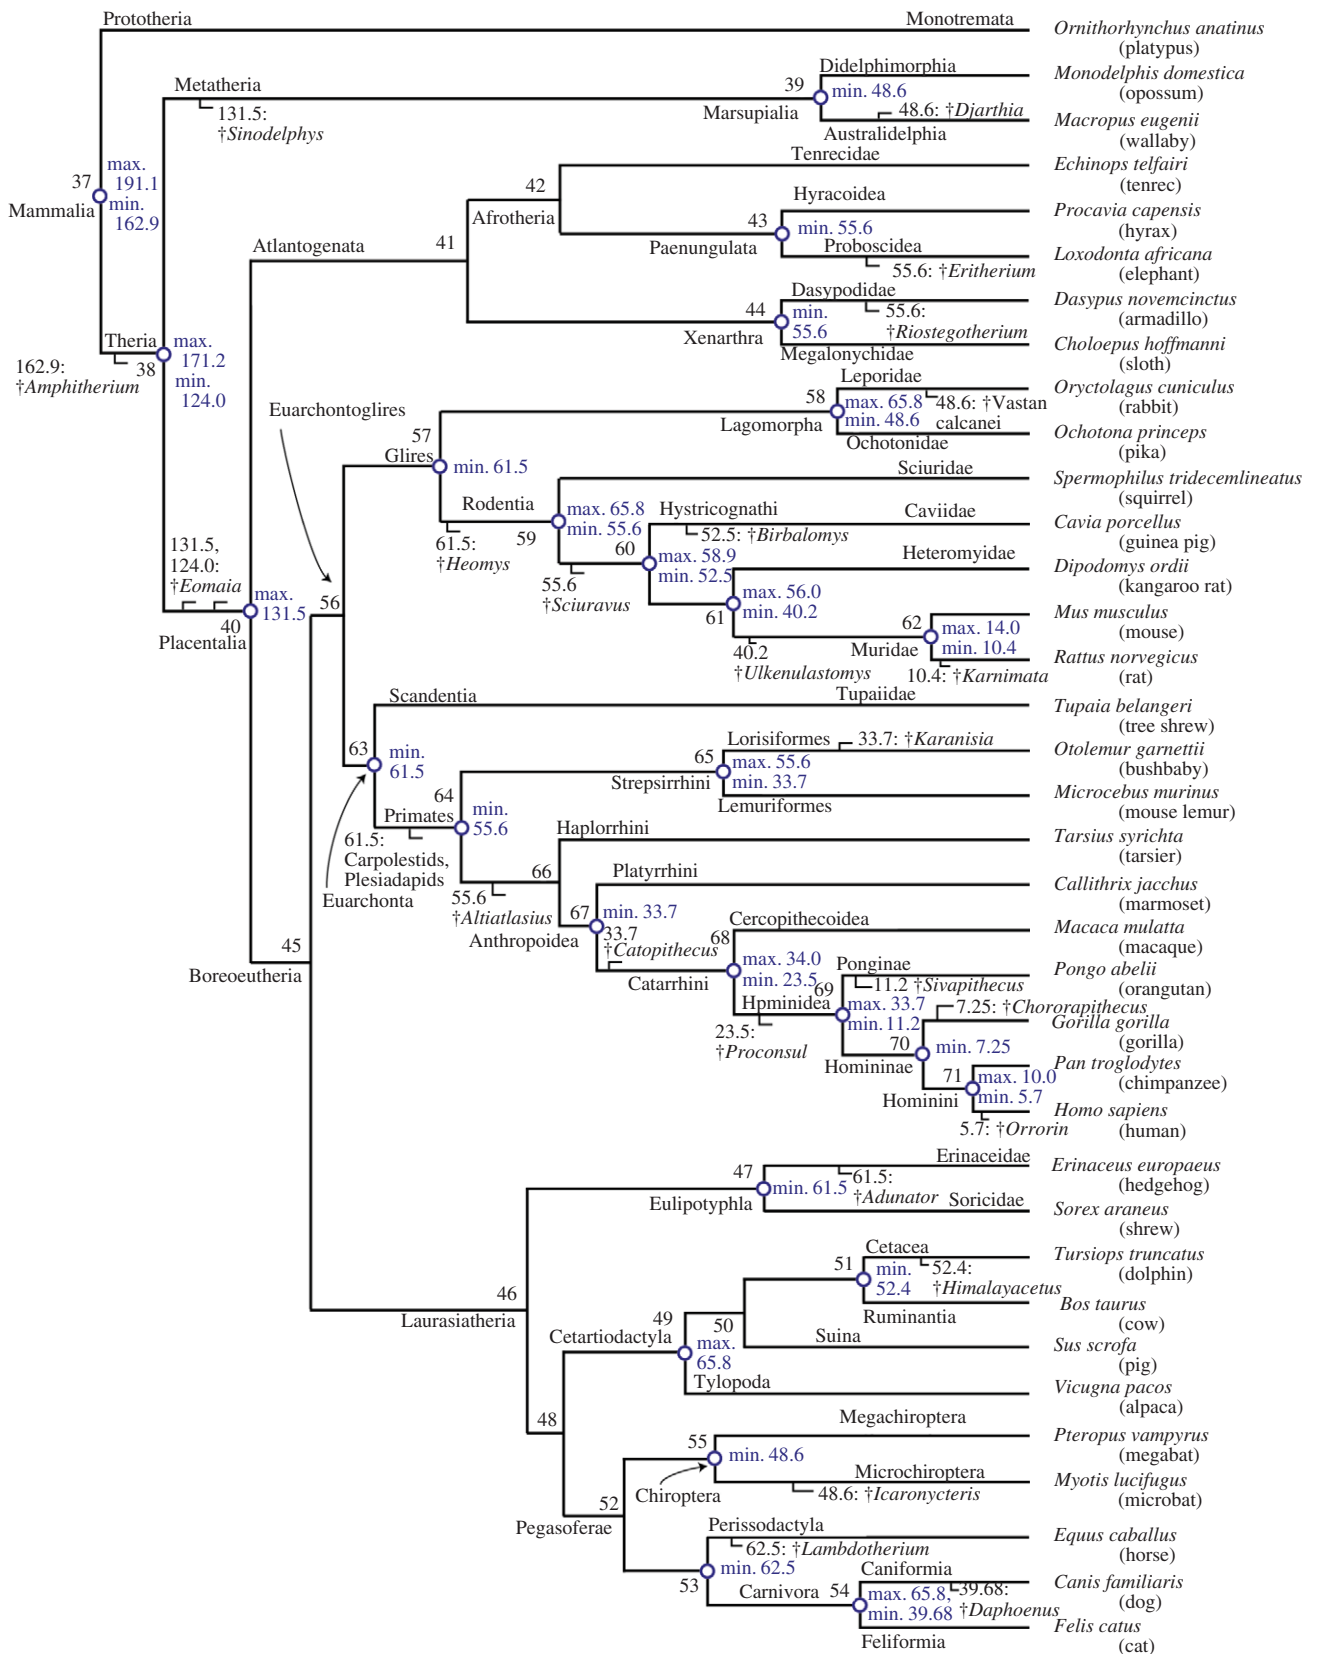 Prototheria
Monotremata
Ornithorhynchus anatinus
(platypus)
Metatheria
131.5:
†Sinodelphys
39
Didelphimorphia
min. 48.6
Marsupialia
48.6: †Djarthia
Australidelphia
Monodelphis domestica
(opossum)
Macropus eugenii
(wallaby)
37
Mammalia
max.
191.1
min.
162.9
Theria
38
162.9:
†Amphitherium
max.
171.2
min.
124.0
Atlantogenata
41
42
Afrotheria
Tenrecidae
Echinops telfairi
(tenrec)
Hyracoidea
43
min. 55.6
Paenungulata
Proboscidea
55.6: †Eritherium
Procavia capensis
(hyrax)
Loxodonta africana
(elephant)
Dasypodidae
44
min.
55.6
Xenarthra
55.6:
†Riostegotherium
Megalonychidae
Dasypus novemcinctus
(armadillo)
Choloepus hoffmanni
(sloth)
Euarchontoglires
131.5,
124.0:
†Eomaia
40
Placentalia
max.
131.5
56
57
Glires
min. 61.5
Leporidae
58
max. 65.8
min. 48.6
48.6: †Vastan
calcanei
Lagomorpha
Ochotonidae
Oryctolagus cuniculus
(rabbit)
Ochotona princeps
(pika)
Rodentia
61.5:
†Heomys
59
Sciuridae
max. 65.8
min. 55.6
55.6
†Sciuravus
Spermophilus tridecemlineatus
(squirrel)
Hystricognathi
Caviidae
52.5: †Birbalomys
60
max. 58.9
min. 52.5
Cavia porcellus
(guinea pig)
Heteromyidae
max. 56.0
min. 40.2
61
Dipodomys ordii
(kangaroo rat)
40.2
†Ulkenulastomys
Muridae
62
max. 14.0
min. 10.4
10.4: †Karnimata
Mus musculus
(mouse)
Rattus norvegicus
(rat)
Scandentia
Tupaiidae
Tupaia belangeri
(tree shrew)
63
min.
61.5
Euarchonta
Primates
64
61.5:
Carpolestids,
Plesiadapids
min.
55.6
Lorisiformes
33.7: †Karanisia
65
max. 55.6
min. 33.7
Strepsirrhini
Lemuriformes
Otolemur garnettii
(bushbaby)
Microcebus murinus
(mouse lemur)
55.6
†Altiatlasius
66
Haplorrhini
Tarsius syrichta
(tarsier)
Platyrrhini
67
min. 33.7
Anthropoidea
33.7
†Catopithecus
Catarrhini
Callithrix jacchus
(marmoset)
Cercopithecoidea
68
max. 34.0
min. 23.5
Macaca mulatta
(macaque)
Hpminidea
23.5:
†Proconsul
69
Ponginae
11.2 †Sivapithecus
max. 33.7
min. 11.2
Pongo abelii
(orangutan)
7.25: †Chororapithecus
Gorilla gorilla
(gorilla)
70
min. 7.25
Homininae
71
max. 10.0
min. 5.7
Hominini
5.7: †Orrorin
Pan troglodytes
(chimpanzee)
Homo sapiens
(human)
45
Boreoeutheria
46
Laurasiatheria
Erinaceidae
47
min. 61.5
Eulipotyphla
61.5:
†Adunator
Soricidae
Erinaceus europaeus
(hedgehog)
Sorex araneus
(shrew)
Cetacea
51
min.
52.4
52.4:
†Himalayacetus
Ruminantia
Tursiops truncatus
(dolphin)
Bos taurus
(cow)
49
Cetartiodactyla
50
max.
65.8
Suina
Tylopoda
Sus scrofa
(pig)
Vicugna pacos
(alpaca)
48
Megachiroptera
55
min. 48.6
Chiroptera
Microchiroptera
48.6: †Icaronycteris
Pteropus vampyrus
(megabat)
Myotis lucifugus
(microbat)
52
Pegasoferae
Perissodactyla
62.5: †Lambdotherium
min. 62.5
53
Equus caballus
(horse)
Caniformia
Carnivora
54
max. 65.8,
min. 39.68
39.68:
†Daphoenus
Feliformia
Canis familiaris
(dog)
Felis catus
(cat)